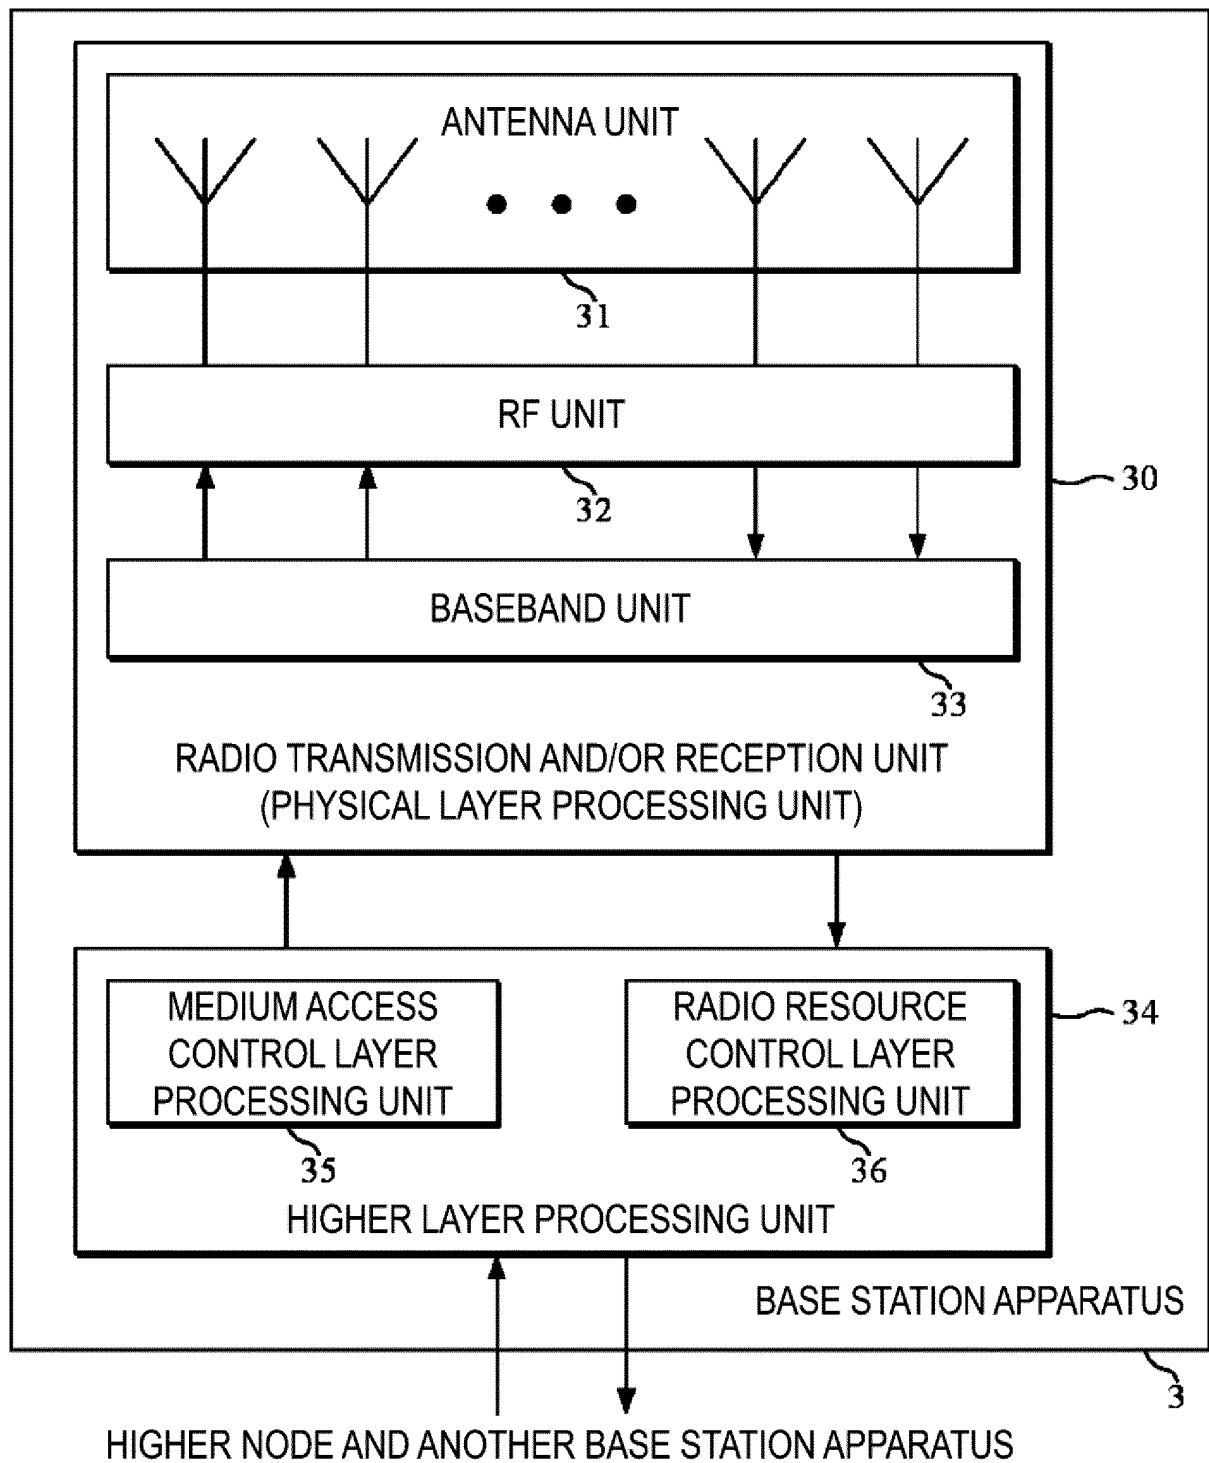 ANTENNA UNIT
31
RF UNIT
32
30
BASEBAND UNIT
33
RADIO TRANSMISSION AND/OR RECEPTION UNIT
(PHYSICAL LAYER PROCESSING UNIT)
MEDIUM ACCESS
CONTROL LAYER
PROCESSING UNIT
35
RADIO RESOURCE
CONTROL LAYER
PROCESSING UNIT
36
34
HIGHER LAYER PROCESSING UNIT
BASE STATION APPARATUS
3
HIGHER NODE AND ANOTHER BASE STATION APPARATUS